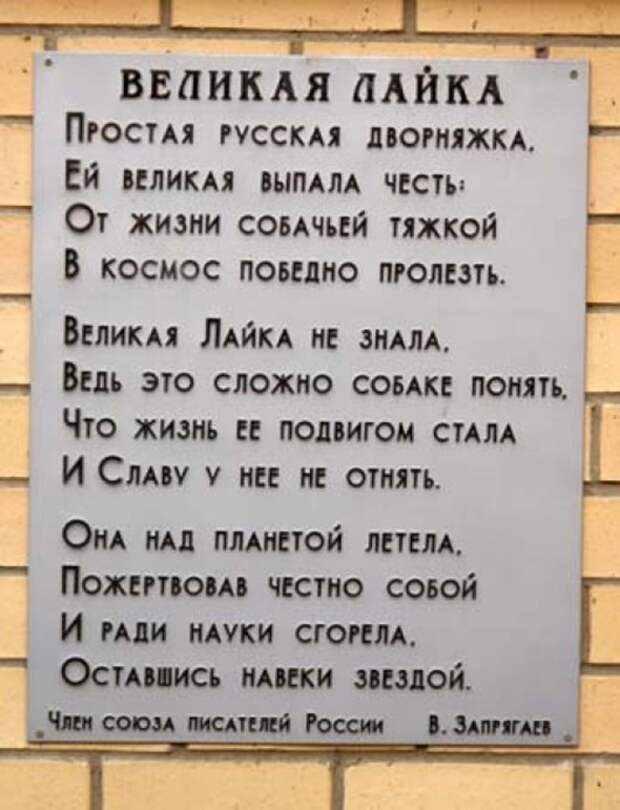 ВЕЛИКАЯ ЛАЙКА
Простая русская дворняжка,
Ей великая выпала честь:
От жизни собачьей тяжкой
В космос победно пролезть.
Великая Лайка не знала,
Ведь это сложно собаке понять,
Что жизнь ее подвигом стала
И Славу у нее не отнять.
Она над планетой летела,
Пожертвовав честно собой
И ради науки сгорела,
Оставшись навеки звездой.
Член союза писателей России В. Запрягаев